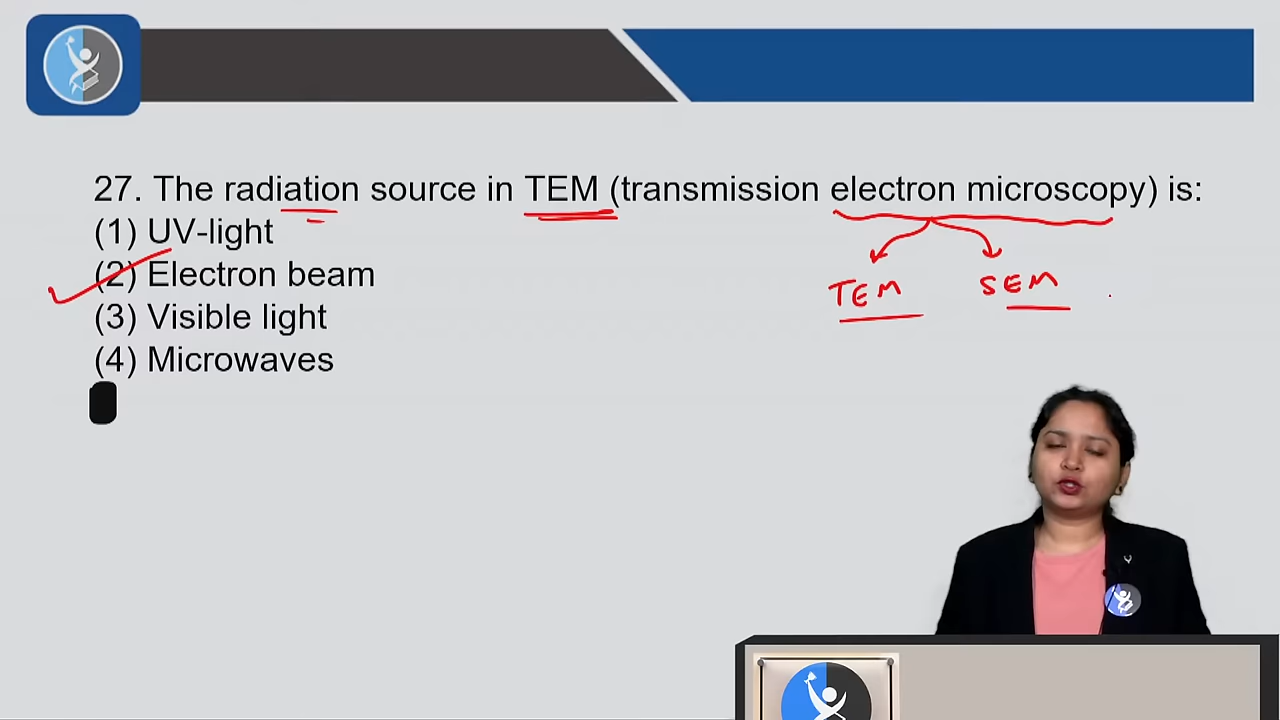 27. The radiation source in TEM (transmission electron microscopy) is:
(1) UV-light
(2) Electron beam
(3) Visible light
(4) Microwaves
TEM SEM